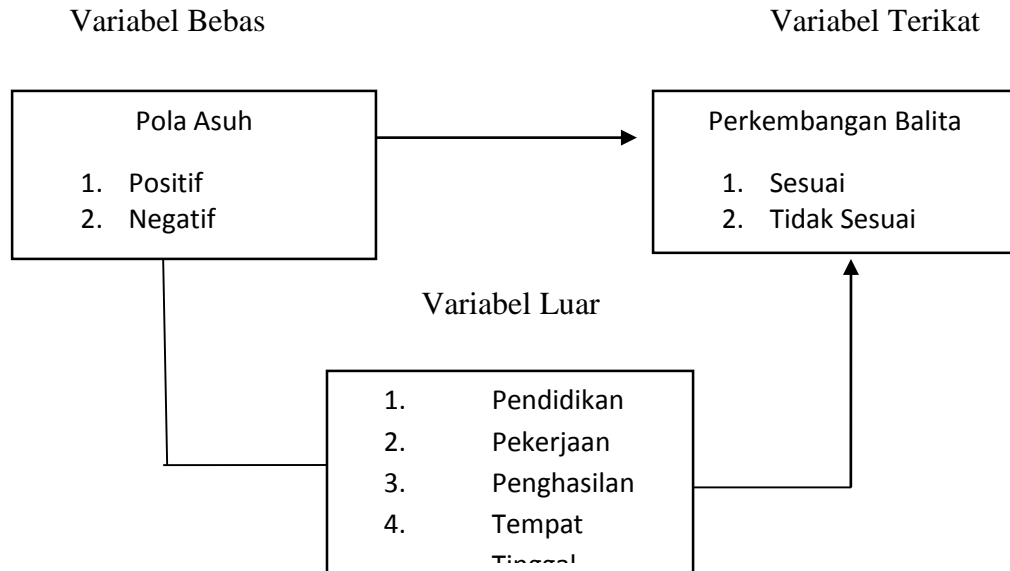 Variabel Bebas
Variabel Terikat
Pola Asuh
1. Positif
2. Negatif
Perkembangan Balita
1. Sesuai
2. Tidak Sesuai
Variabel Luar
1. Pendidikan
2. Pekerjaan
3. Penghasilan
4. Tempat
Tinggal